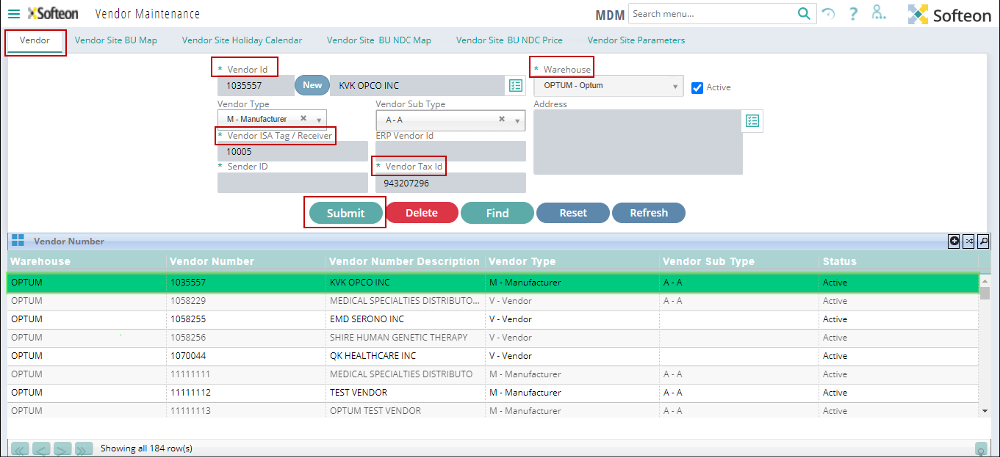 Softeon Vendor Maintenance MDM Search menu... ? Softeon
Vendor Vendor Site BU Map Vendor Site Holiday Calendar Vendor Site BU NDC Map Vendor Site BU NDC Price Vendor Site Parameters
* Vendor Id * Warehouse
1035557 New KVK OPCO INC OPTUM - Optum Active
Vendor Type Vendor Sub Type Address
M - Manufacturer A - A
* Vendor ISA Tag / Receiver ERP Vendor Id
10005
* Sender ID * Vendor Tax Id
943207296
Submit Delete Find Reset Refresh
Vendor Number
Warehouse Vendor Number Vendor Number Description Vendor Type Vendor Sub Type Status
OPTUM 1035557 KVK OPCO INC M - Manufacturer A - A Active
OPTUM 1058229 MEDICAL SPECIALTIES DISTRIBUTO... V - Vendor A - A Active
OPTUM 1058255 EMD SERONO INC V - Vendor Active
OPTUM 1058256 SHIRE HUMAN GENETIC THERAPY V - Vendor Active
OPTUM 1070044 QK HEALTHCARE INC V - Vendor Active
OPTUM 11111111 MEDICAL SPECIALTIES DISTRIBUTO M - Manufacturer A - A Active
OPTUM 11111112 TEST VENDOR M - Manufacturer A - A Active
OPTUM 11111113 OPTUM TEST VENDOR M - Manufacturer A - A Active
Showing all 184 row(s)